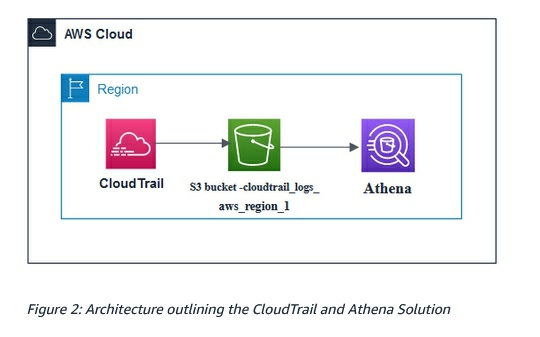 AWS Cloud
Region
CloudTrail
S3 bucket -cloudtrail_logs_
aws_region_1
Athena
Figure 2: Architecture outlining the CloudTrail and Athena Solution